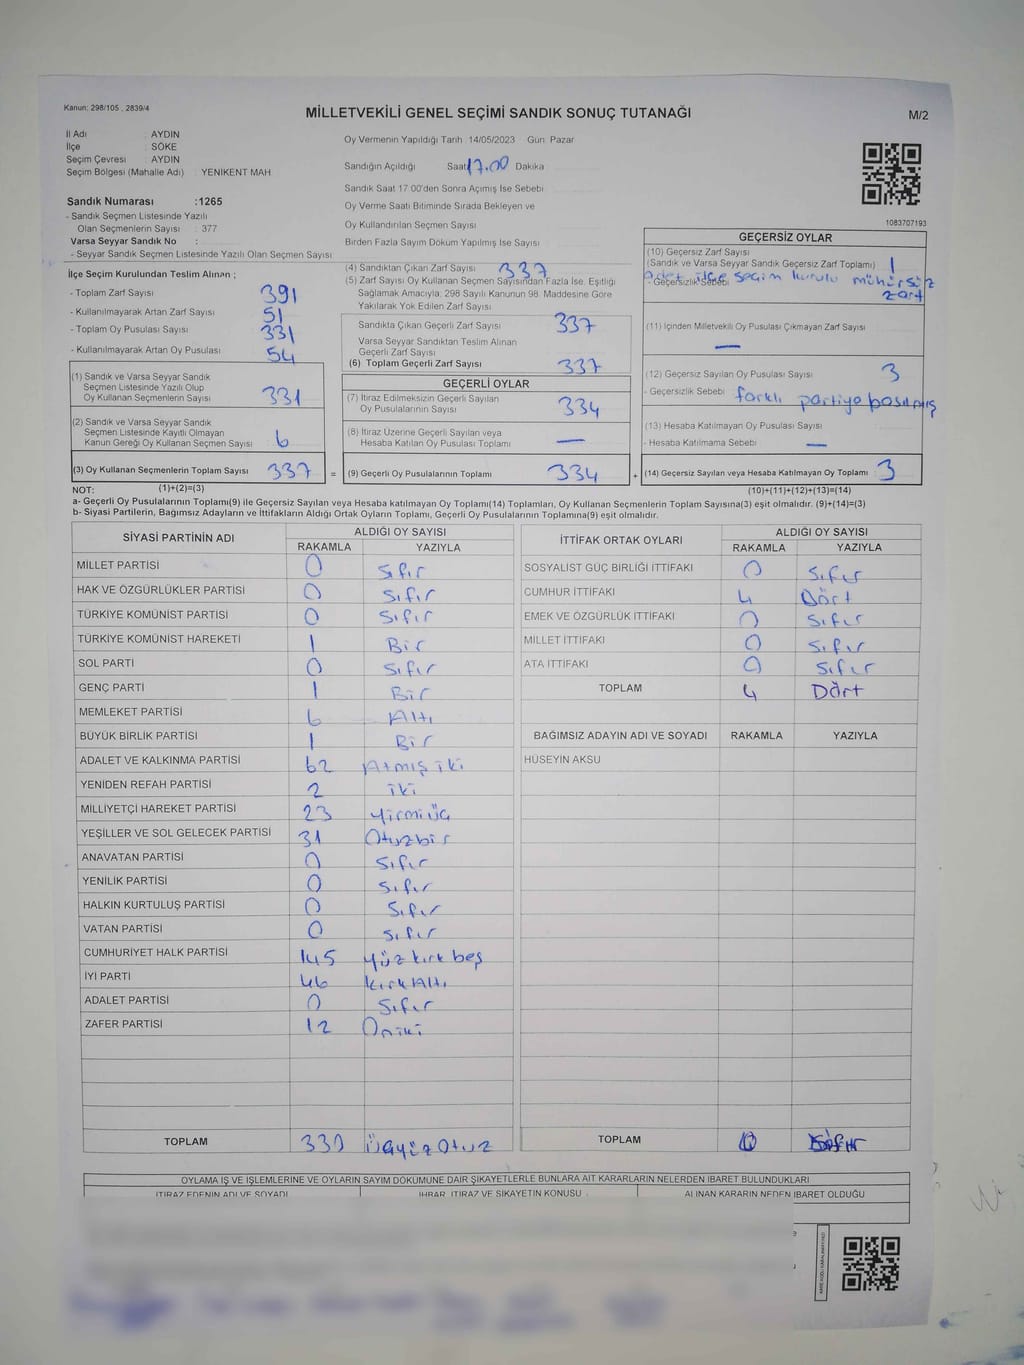 Kanun: 298/105 , 2839/4
MİLLETVEKİLİ GENEL SEÇİMİ SANDIK SONUÇ TUTANAĞI
M/2
İl Adı : AYDIN
İlçe : SÖKE
Seçim Çevresi : AYDIN
Seçim Bölgesi (Mahalle Adı) : YENİKENT MAH.
Sandık Numarası :1265
- Sandık Seçmen Listesinde Yazılı
Olan Seçmenlerin Sayısı : 377
Varsa Seyyar Sandık No :
- Seyyar Sandık Seçmen Listesinde Yazılı Olan Seçmen Sayısı
Oy Vermenin Yapıldığı Tarih :14/05/2023 Gün: Pazar
Sandığın Açıldığı Saat 17.00 Dakika
Sandık Saat 17:00'den Sonra Açımış İse Sebebi
Oy Verme Saati Bitiminde Sırada Bekleyen ve
Oy Kullandırılan Seçmen Sayısı
Birden Fazla Sayım Döküm Yapılmış İse Sayısı
1083707193
İlçe Seçim Kurulundan Teslim Alınan ;
- Toplam Zarf Sayısı 391
- Kullanılmayarak Artan Zarf Sayısı 51
- Toplam Oy Pusulası Sayısı 331
- Kullanılmayarak Artan Oy Pusulası 54
(1) Sandık ve Varsa Seyyar Sandık
Seçmen Listesinde Yazılı Olup
Oy Kullanan Seçmenlerin Sayısı 331
(2) Sandık ve Varsa Seyyar Sandık
Seçmen Listesinde Kayıtlı Olmayan
Kanun Gereği Oy Kullanan Seçmen Sayısı 6
(3) Oy Kullanan Seçmenlerin Toplam Sayısı 337 =
(4) Sandıktan Çıkan Zarf Sayısı 337
(5) Zarf Sayısı Oy Kullanan Seçmen Sayısından Fazla İse, Eşitliği
Sağlamak Amacıyla, 298 Sayılı Kanunun 98. Maddesine Göre
Yakılarak Yok Edilen Zarf Sayısı
Sandıkta Çıkan Geçerli Zarf Sayısı 337
Varsa Seyyar Sandıktan Teslim Alınan
Geçerli Zarf Sayısı
(6) Toplam Geçerli Zarf Sayısı 337
GEÇERLİ OYLAR
(7) İtiraz Edilmeksizin Geçerli Sayılan
Oy Pusulalarının Sayısı 334
(8) İtiraz Üzerine Geçerli Sayılan veya
Hesaba Katılan Oy Pusulası Toplamı —
(9) Geçerli Oy Pusulalarının Toplamı 334 +
GEÇERSİZ OYLAR
(10) Geçersiz Zarf Sayısı
(Sandık ve Varsa Seyyar Sandık Geçersiz Zarf Toplamı) 1
- Geçersizlik Sebebi adet ilçe seçim kurulu mühürsüz
zarf
(11) İçinden Milletvekili Oy Pusulası Çıkmayan Zarf Sayısı
—
(12) Geçersiz Sayılan Oy Pusulası Sayısı 3
- Geçersizlik Sebebi farklı partiye basılmış
(13) Hesaba Katılmayan Oy Pusulası Sayısı
- Hesaba Katılmama Sebebi —
(14) Geçersiz Sayılan veya Hesaba Katılmayan Oy Toplamı 3
NOT: (1)+(2)=(3) (10)+(11)+(12)+(13)=(14)
a- Geçerli Oy Pusulalarının Toplamı(9) ile Geçersiz Sayılan veya Hesaba katılmayan Oy Toplamı(14) Toplamları, Oy Kullanan Seçmenlerin Toplam Sayısına(3) eşit olmalıdır. (9)+(14)=(3)
b- Siyasi Partilerin, Bağımsız Adayların ve İttifakların Aldığı Ortak Oyların Toplamı, Geçerli Oy Pusulalarının Toplamına(9) eşit olmalıdır.
SİYASİ PARTİNİN ADI ALDIĞI OY SAYISI
RAKAMLA YAZIYLA
MİLLET PARTİSİ 0 Sıfır
HAK VE ÖZGÜRLÜKLER PARTİSİ 0 Sıfır
TÜRKİYE KOMÜNİST PARTİSİ 0 Sıfır
TÜRKİYE KOMÜNİST HAREKETİ 1 Bir
SOL PARTİ 0 Sıfır
GENÇ PARTİ 1 Bir
MEMLEKET PARTİSİ 6 Altı
BÜYÜK BİRLİK PARTİSİ 1 Bir
ADALET VE KALKINMA PARTİSİ 62 Atmış iki
YENİDEN REFAH PARTİSİ 2 iki
MİLLİYETÇİ HAREKET PARTİSİ 23 Yirmi üç
YEŞİLLER VE SOL GELECEK PARTİSİ 31 Otuzbir
ANAVATAN PARTİSİ 0 Sıfır
YENİLİK PARTİSİ 0 Sıfır
HALKIN KURTULUŞ PARTİSİ 0 Sıfır
VATAN PARTİSİ 0 Sıfır
CUMHURİYET HALK PARTİSİ 145 Yüz kırk beş
İYİ PARTİ 46 Kırk Altı
ADALET PARTİSİ 0 Sıfır
ZAFER PARTİSİ 12 Oniki
TOPLAM 330 Üçyüz Otuz
İTTİFAK ORTAK OYLARI ALDIĞI OY SAYISI
RAKAMLA YAZIYLA
SOSYALİST GÜÇ BİRLİĞİ İTTİFAKI 0 Sıfır
CUMHUR İTTİFAKI 4 Dört
EMEK VE ÖZGÜRLÜK İTTİFAKI 0 Sıfır
MİLLET İTTİFAKI 0 Sıfır
ATA İTTİFAKI 0 Sıfır
TOPLAM 4 Dört
BAĞIMSIZ ADAYIN ADI VE SOYADI RAKAMLA YAZIYLA
HÜSEYİN AKSU
TOPLAM 0 Sıfır
OYLAMA İŞ VE İŞLEMLERİNE VE OYLARIN SAYIM DÖKÜMÜNE DAİR ŞİKAYETLERLE BUNLARA AİT KARARLARIN NELERDEN İBARET BULUNDUKLARI
İTİRAZ EDENİN ADI VE SOYADI İHBAR, İTİRAZ VE ŞİKAYETİN KONUSU ALINAN KARARIN NEDEN İBARET OLDUĞU